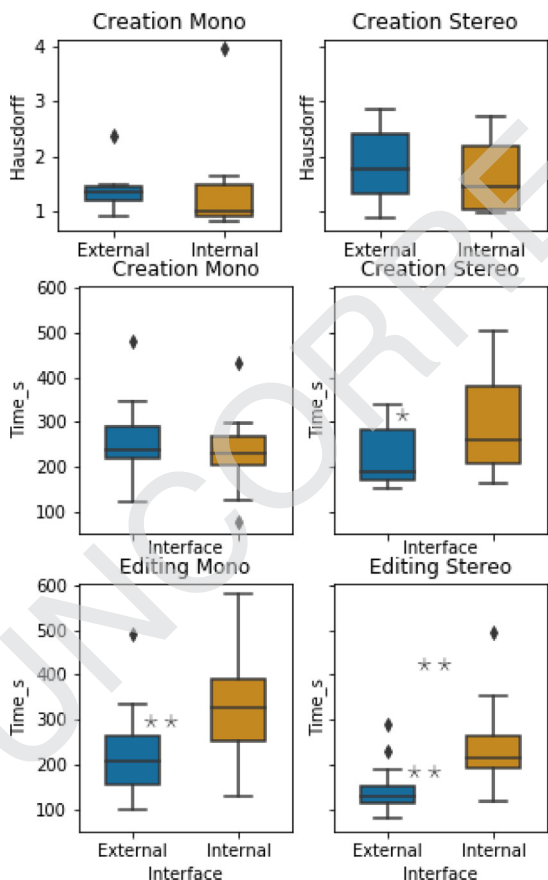 Creation Mono
Creation Stereo
Hausdorff
4
3
2
1
External Internal
Hausdorff
External Internal
Creation Mono
Creation Stereo
Time_s
600
500
400
300
200
100
Interface
Time_s
*
Interface
Editing Mono
Editing Stereo
Time_s
600
500
400
300
200
100
* *
External Internal
Interface
Time_s
* *
* *
External Internal
Interface
UNCORRE